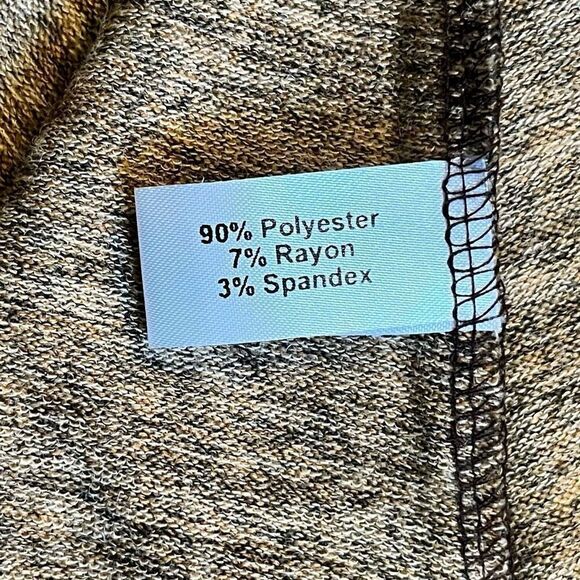 90% Polyester
7% Rayon
3% Spandex